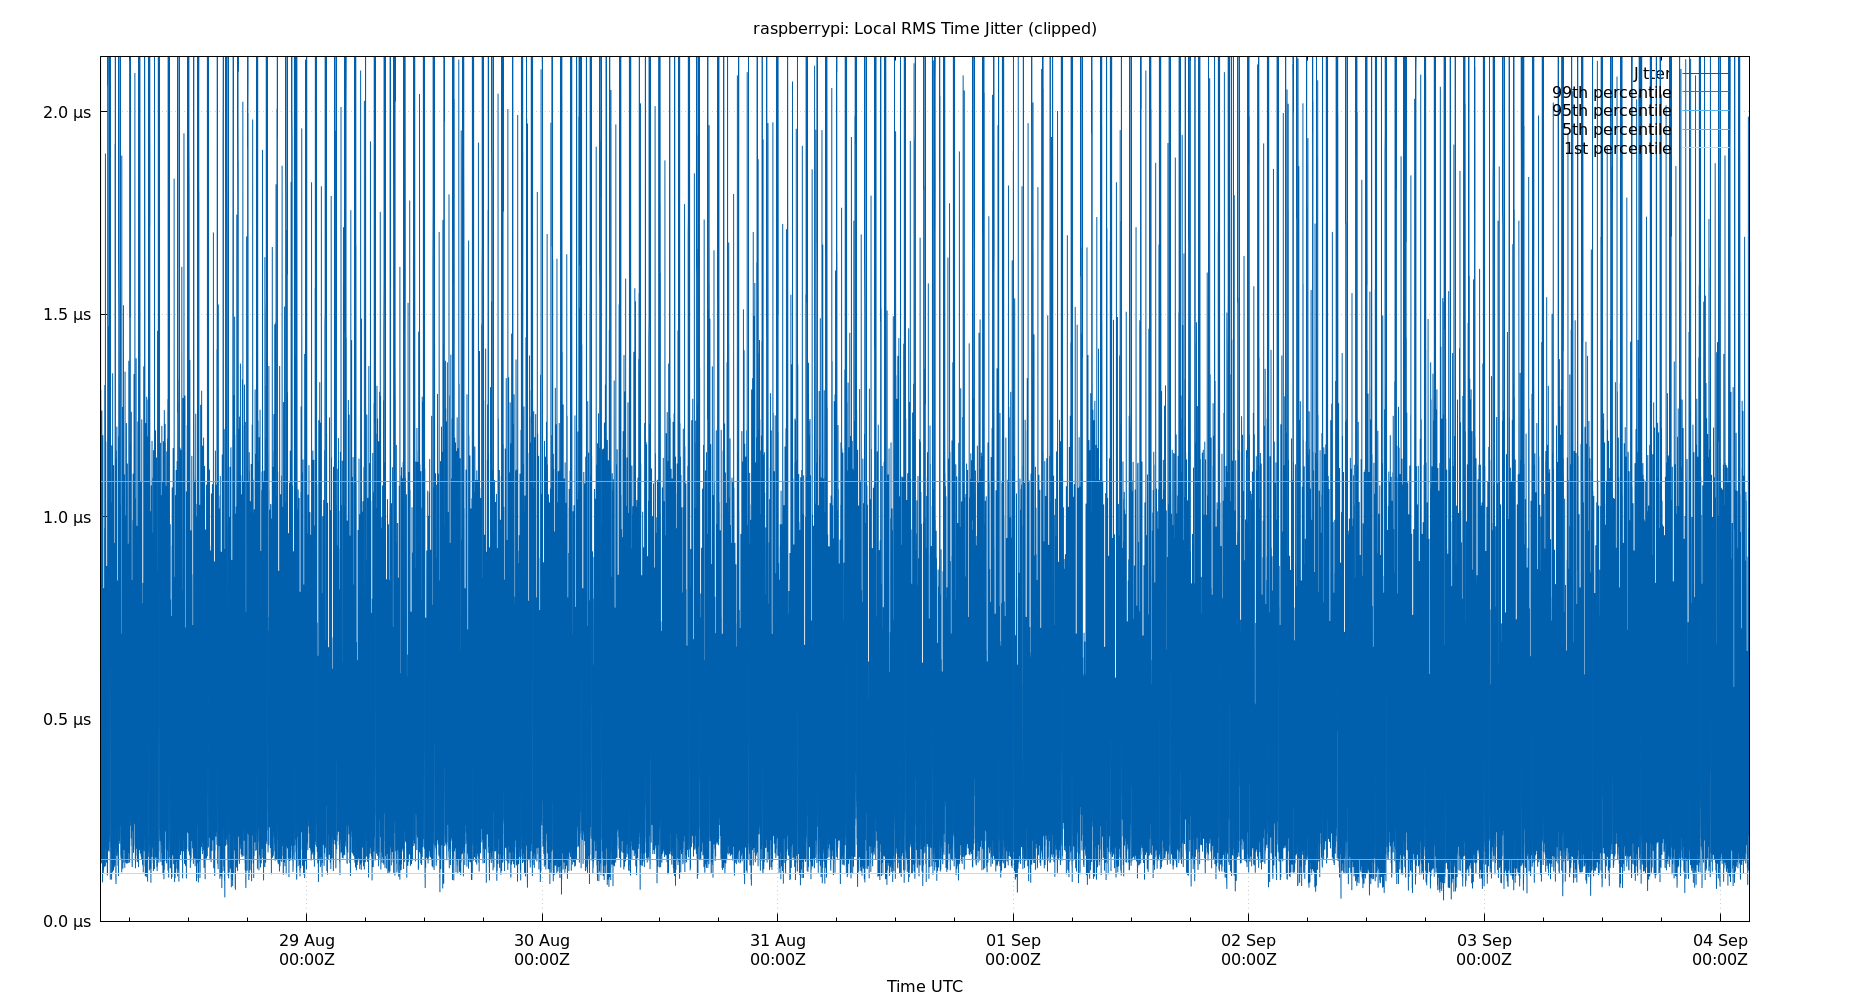 raspberrypi: Local RMS Time Jitter (clipped)
Jitter
99th percentile
95th percentile
5th percentile
1st percentile
2.0 µs
1.5 µs
1.0 µs
0.5 µs
0.0 µs
29 Aug 30 Aug 31 Aug 01 Sep 02 Sep 03 Sep 04 Sep
00:00Z 00:00Z 00:00Z 00:00Z 00:00Z 00:00Z 00:00Z
Time UTC